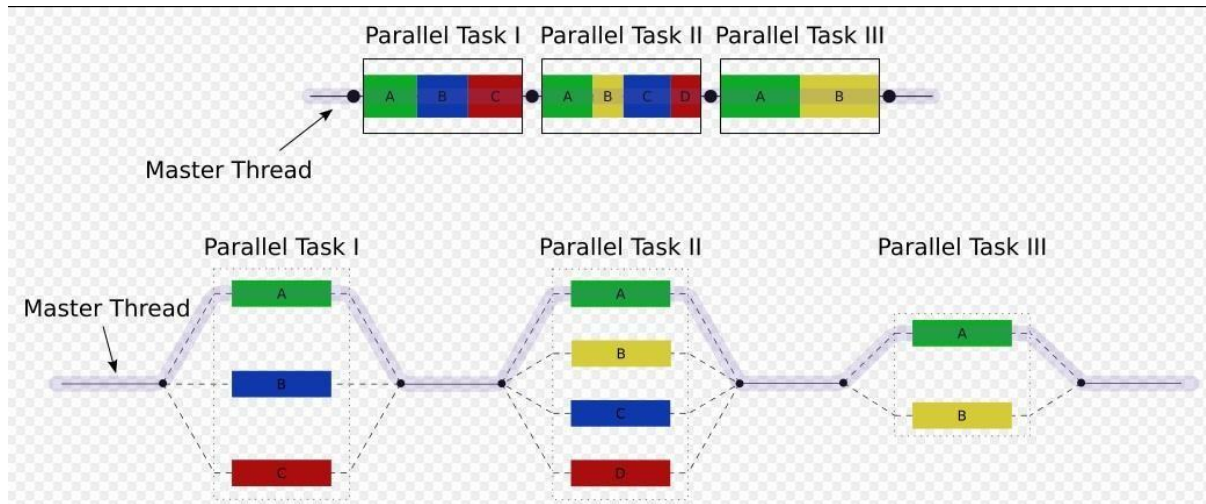 Parallel Task I Parallel Task II Parallel Task III
A B C A B C D A B
Master Thread
Parallel Task I Parallel Task II Parallel Task III
A A
Master Thread
B A
B C
B
C D